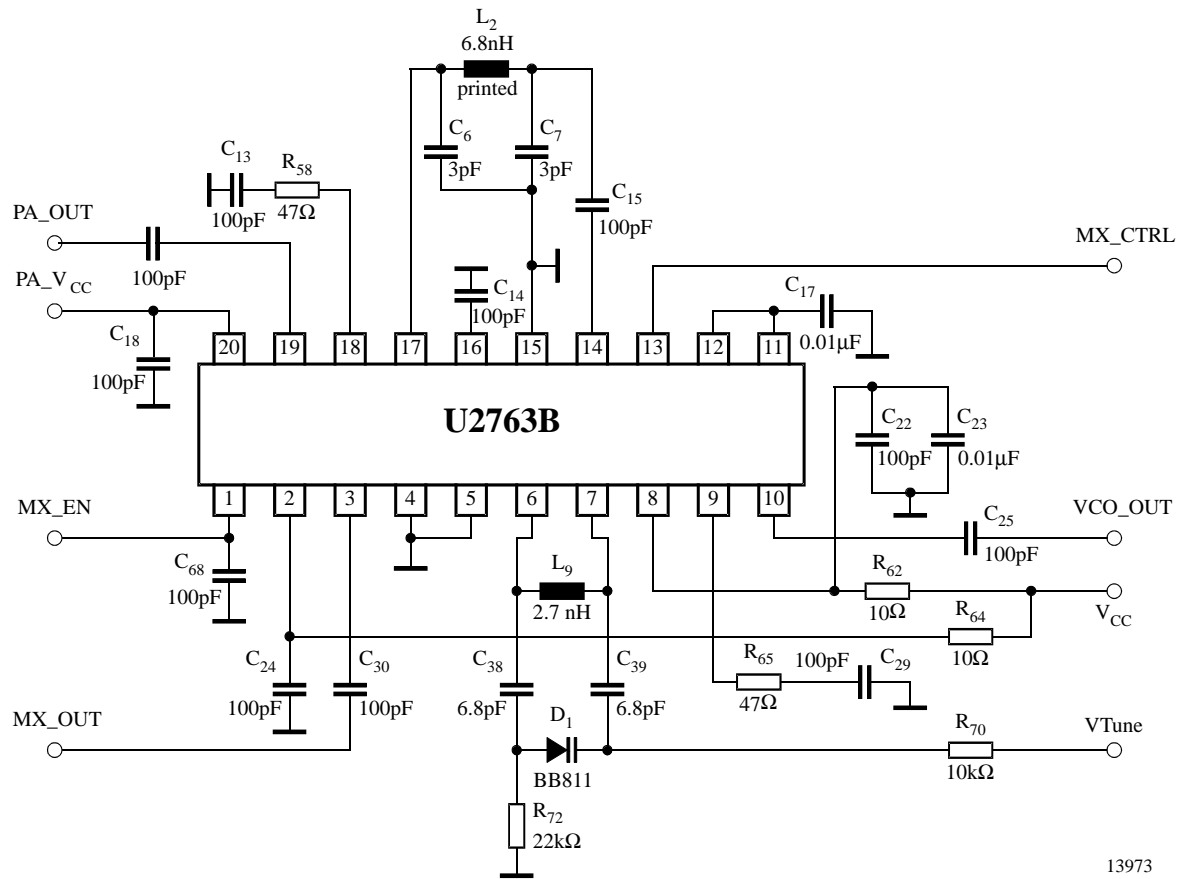 L2
6.8nH
printed
C6
3pF
C7
3pF
C13
100pF
R58
47Ω
C15
100pF
PA_OUT
100pF
MX_CTRL
PA_VCC
C18
100pF
C14
100pF
C17
0.01µF
20
19
18
17
16
15
14
13
12
11
U2763B
C22
100pF
C23
0.01µF
1
2
3
4
5
6
7
8
9
10
MX_EN
C68
100pF
VCO_OUT
C25
100pF
L9
2.7 nH
R62
10Ω
VCC
R64
10Ω
C24
100pF
C30
100pF
C38
6.8pF
C39
6.8pF
R65
47Ω
100pF
C29
MX_OUT
D1
BB811
R70
10kΩ
VTune
R72
22kΩ
13973